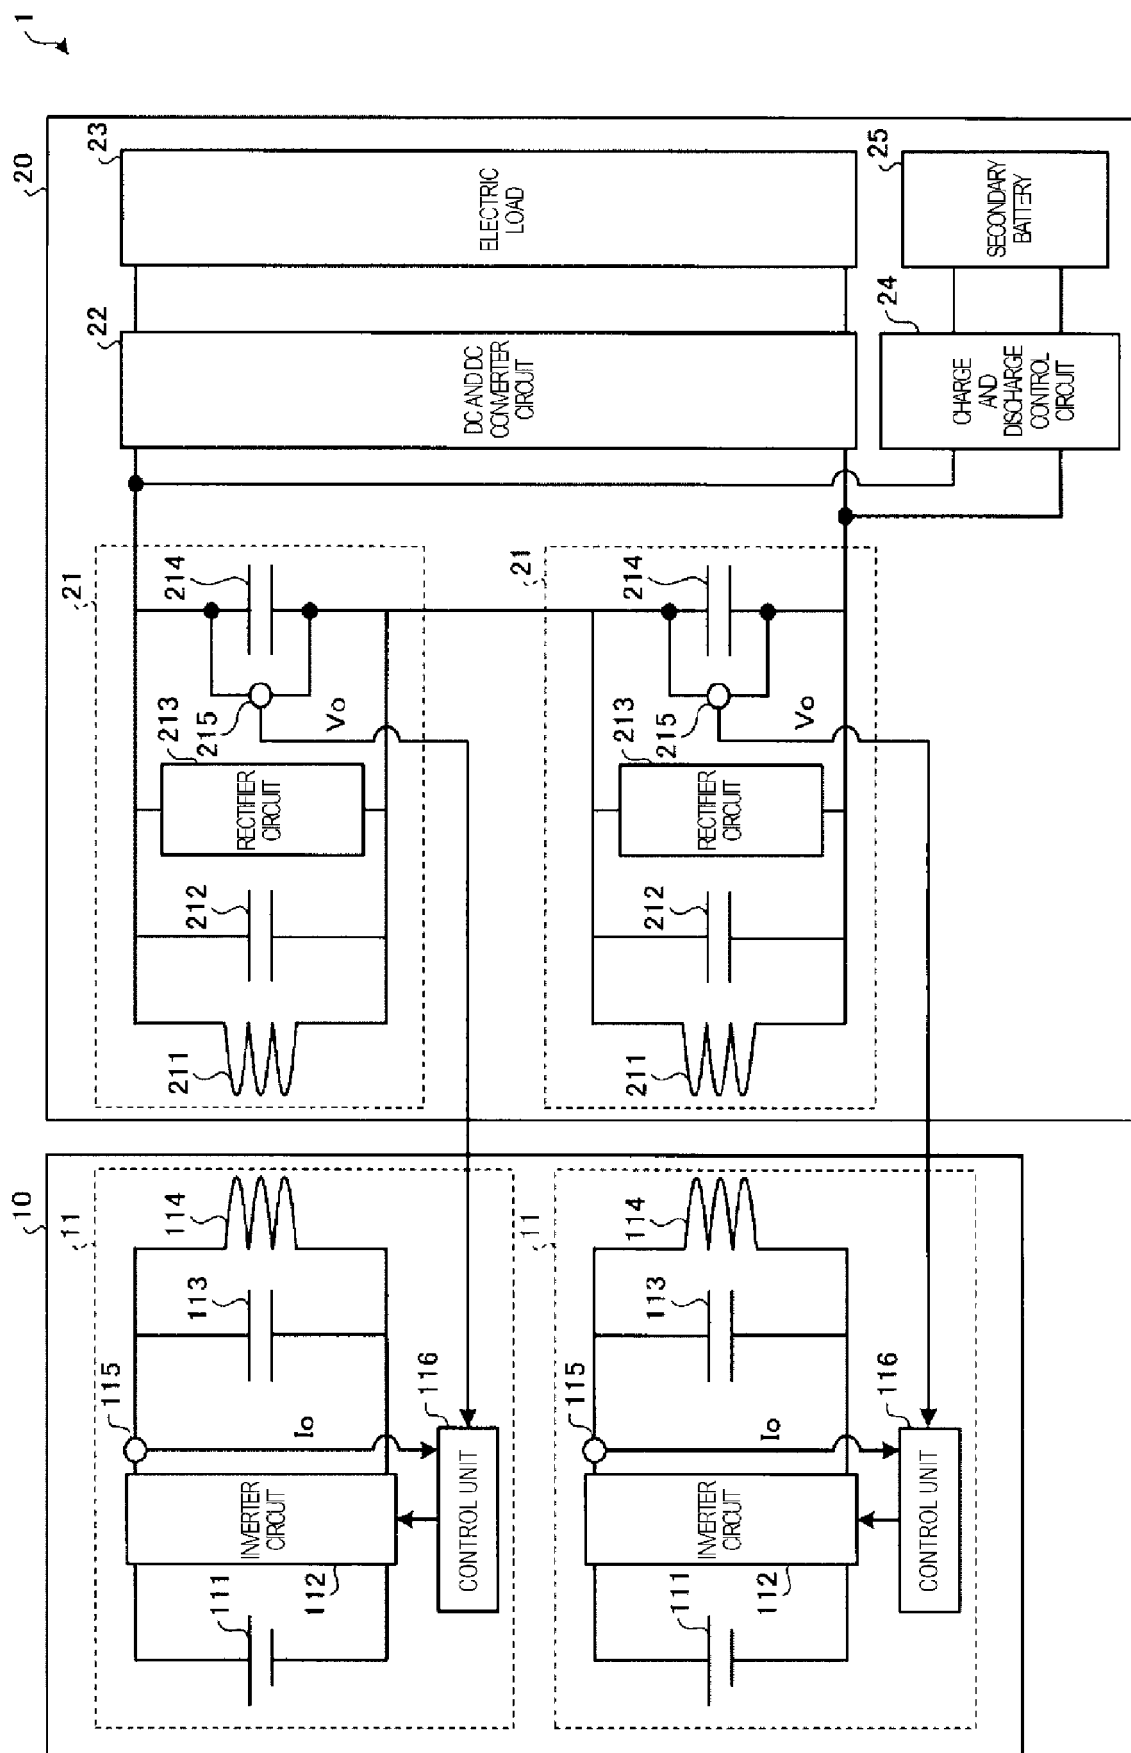 1
10
11
111
INVERTER
CIRCUIT
112
115
Io
CONTROL UNIT
116
113
114
11
111
INVERTER
CIRCUIT
112
115
Io
CONTROL UNIT
116
113
114
20
21
211
212
RECTIFIER
CIRCUIT
213
215
Vo
214
21
211
212
RECTIFIER
CIRCUIT
213
215
Vo
214
22
DC AND DC
CONVERTER
CIRCUIT
23
ELECTRIC
LOAD
24
CHARGE
AND
DISCHARGE
CONTROL
CIRCUIT
25
SECONDARY
BATTERY